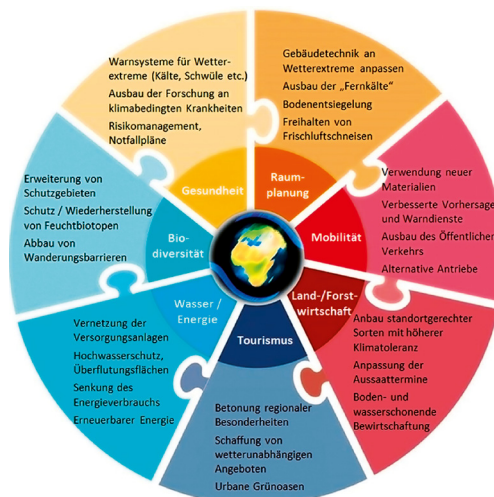 Warnsysteme für Wetter-
extreme (Kälte, Schwüle etc.)
Ausbau der Forschung an
klimabedingten Krankheiten
Risikomanagement,
Notfallpläne
Gesundheit
Gebäudetechnik an
Wetterextreme anpassen
Ausbau der „Fernkälte“
Bodenentsiegelung
Freihalten von
Frischluftschneisen
Raum-
planung
Verwendung neuer
Materialien
Verbesserte Vorhersage
und Warndienste
Ausbau des Öffentlichen
Verkehrs
Alternative Antriebe
Mobilität
Anbau standortgerechter
Sorten mit höherer
Klimatoleranz
Anpassung der
Aussaattermine
Boden- und
wasserschonende
Bewirtschaftung
Land-/Forst-
wirtschaft
Tourismus
Betonung regionaler
Besonderheiten
Schaffung von
wetterunabhängigen
Angeboten
Urbane Grünoasen
Wasser /
Energie
Vernetzung der
Versorgungsanlagen
Hochwasserschutz,
Überflutungsflächen
Senkung des
Energieverbrauchs
Erneuerbarer Energie
Bio-
diversität
Erweiterung von
Schutzgebieten
Schutz / Wiederherstellung
von Feuchtbiotopen
Abbau von
Wanderungsbarrieren